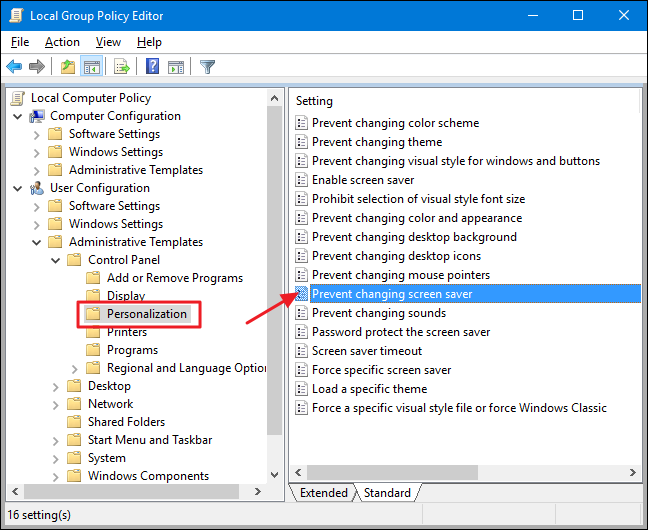 Local Group Policy Editor
File Action View Help
Local Computer Policy
Computer Configuration
Software Settings
Windows Settings
Administrative Templates
User Configuration
Software Settings
Windows Settings
Administrative Templates
Control Panel
Add or Remove Programs
Display
Personalization
Printers
Programs
Regional and Language Option
Desktop
Network
Shared Folders
Start Menu and Taskbar
System
Windows Components
Setting
Prevent changing color scheme
Prevent changing theme
Prevent changing visual style for windows and buttons
Enable screen saver
Prohibit selection of visual style font size
Prevent changing color and appearance
Prevent changing desktop background
Prevent changing desktop icons
Prevent changing mouse pointers
Prevent changing screen saver
Prevent changing sounds
Password protect the screen saver
Screen saver timeout
Force specific screen saver
Load a specific theme
Force a specific visual style file or force Windows Classic
Extended Standard
16 setting(s)